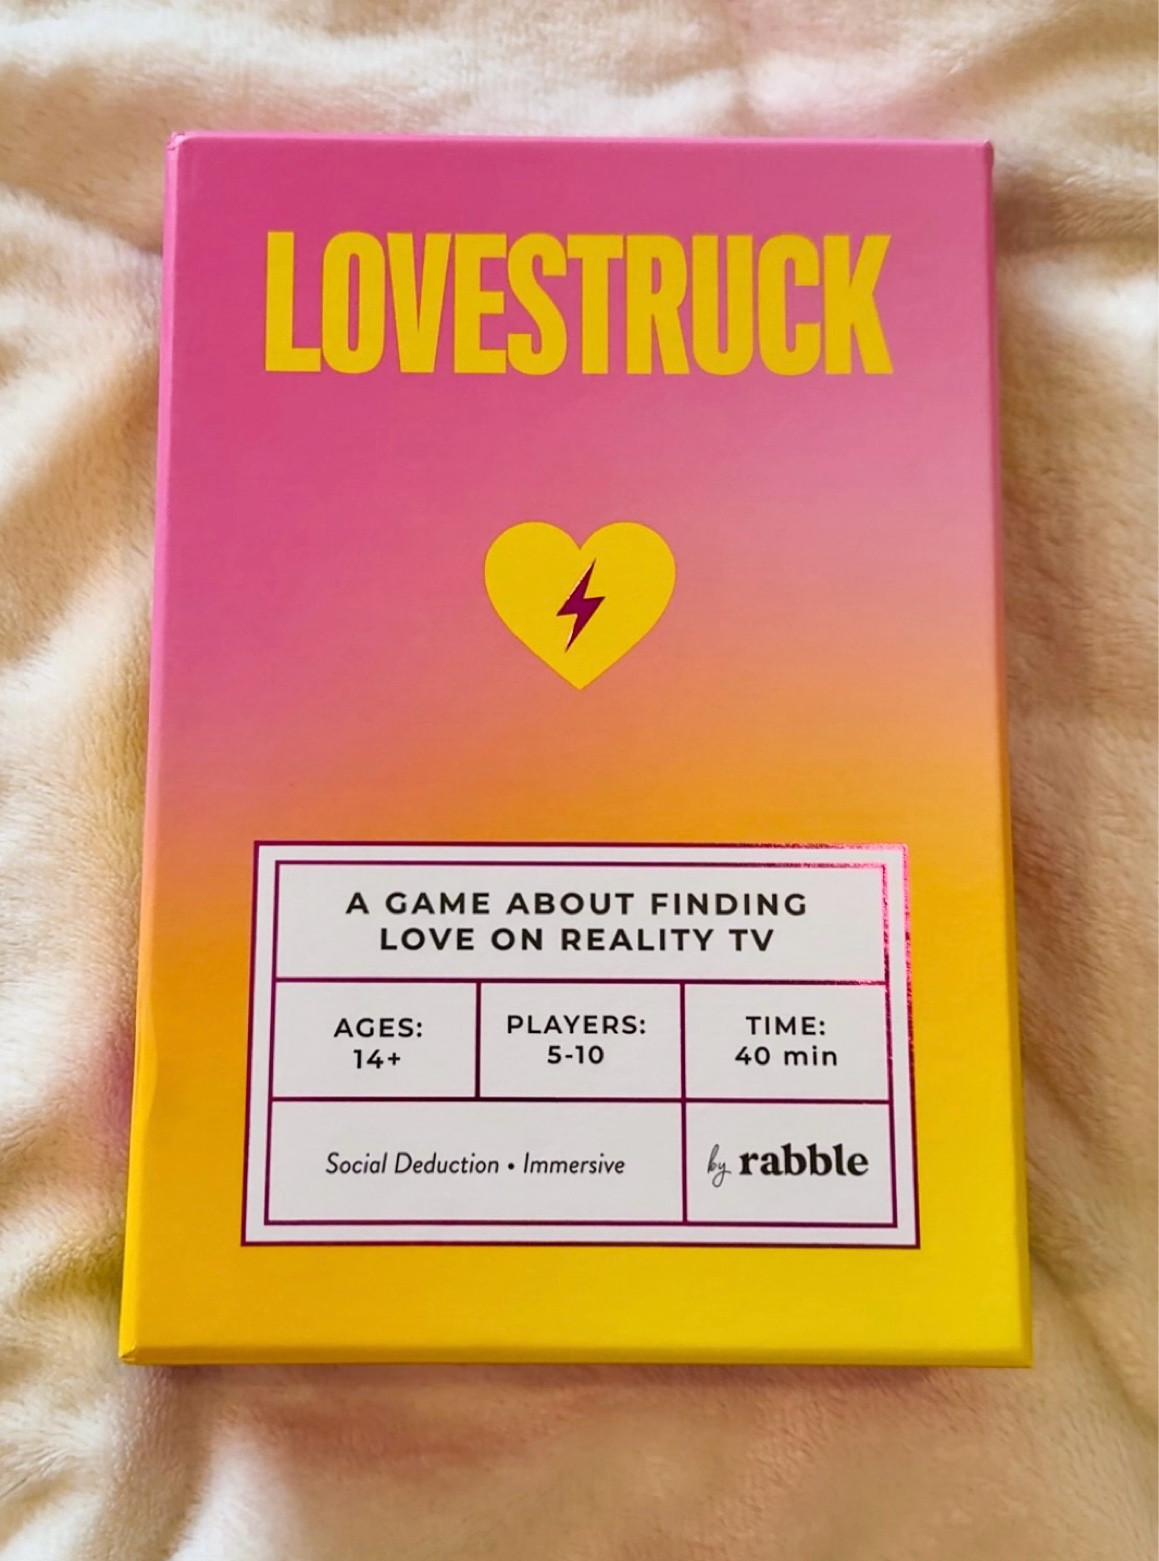 LOVESTRUCK
A GAME ABOUT FINDING
LOVE ON REALITY TV
AGES:
14+
PLAYERS:
5-10
TIME:
40 min
Social Deduction • Immersive
by rabble